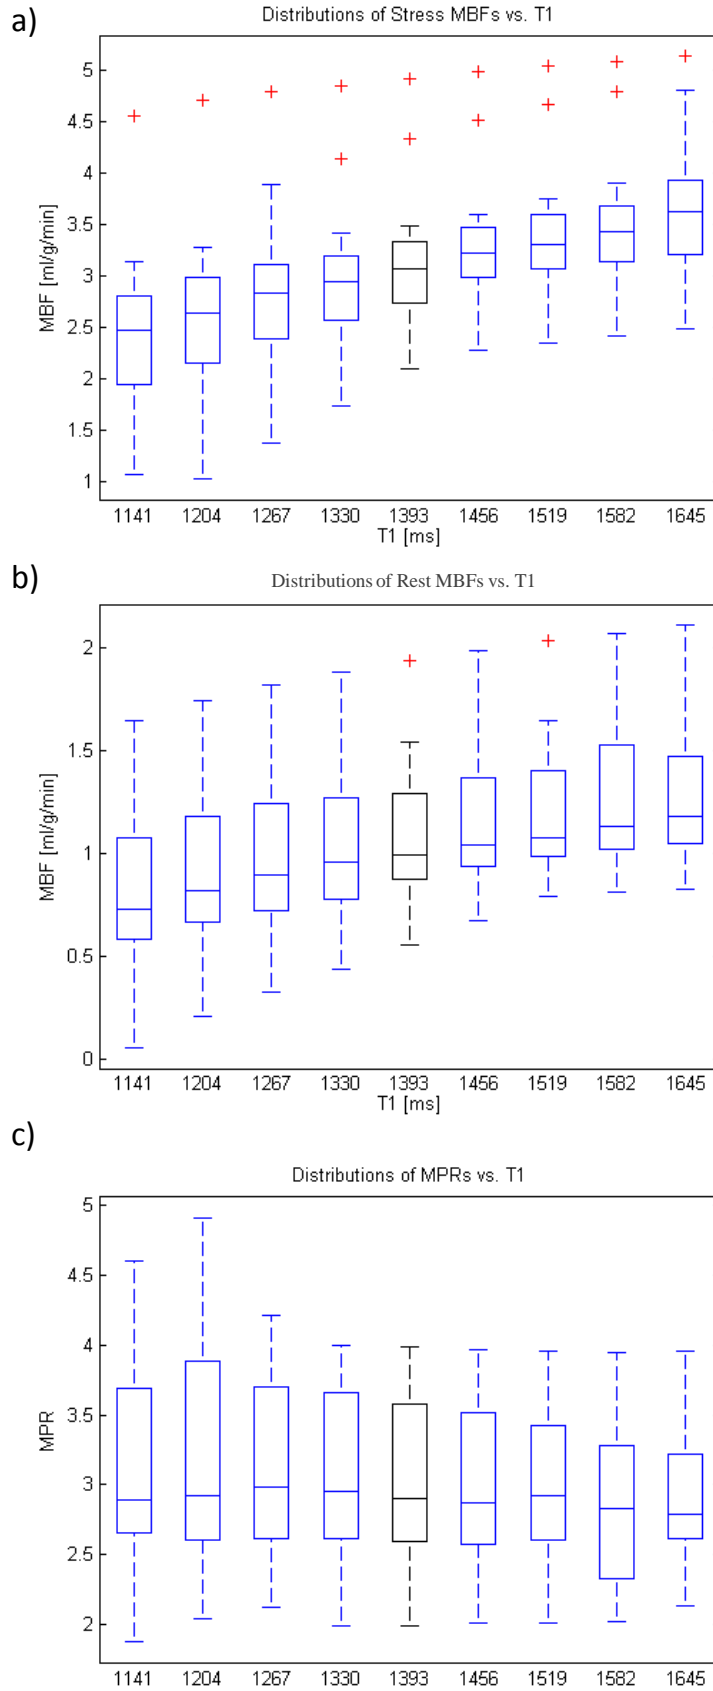 a)
Distributions of Stress MBFs vs. T1
5
4.5
4
3.5
3
2.5
2
1.5
1
MBF [ml/g/min]
1141 1204 1267 1330 1393 1456 1519 1582 1645
T1 [ms]
b)
Distributions of Rest MBFs vs. T1
2
1.5
1
0.5
0
MBF [ml/g/min]
1141 1204 1267 1330 1393 1456 1519 1582 1645
T1 [ms]
c)
Distributions of MPRs vs. T1
5
4.5
4
3.5
3
2.5
2
MPR
1141 1204 1267 1330 1393 1456 1519 1582 1645